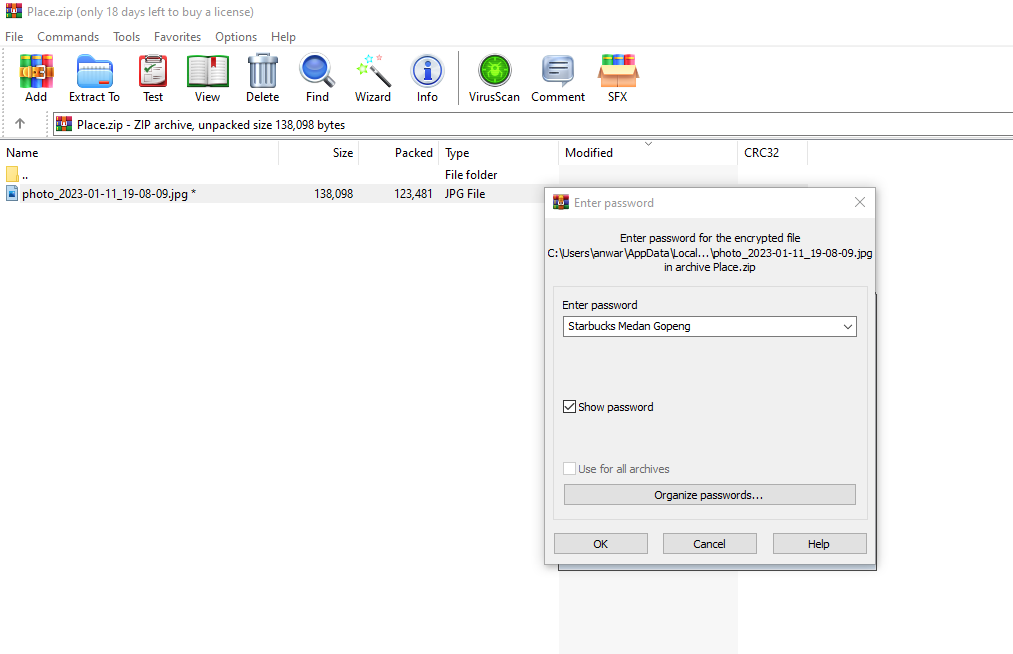 Place.zip (only 18 days left to buy a license)
File Commands Tools Favorites Options Help
Add Extract To Test View Delete Find Wizard Info VirusScan Comment SFX
Place.zip - ZIP archive, unpacked size 138,098 bytes
Name Size Packed Type Modified CRC32
.. File folder
photo_2023-01-11_19-08-09.jpg * 138,098 123,481 JPG File
Enter password
Enter password for the encrypted file
C:\Users\anwar\AppData\Local...\photo_2023-01-11_19-08-09.jpg
in archive Place.zip
Enter password
Starbucks Medan Gopeng
Show password
Use for all archives
Organize passwords...
OK Cancel Help